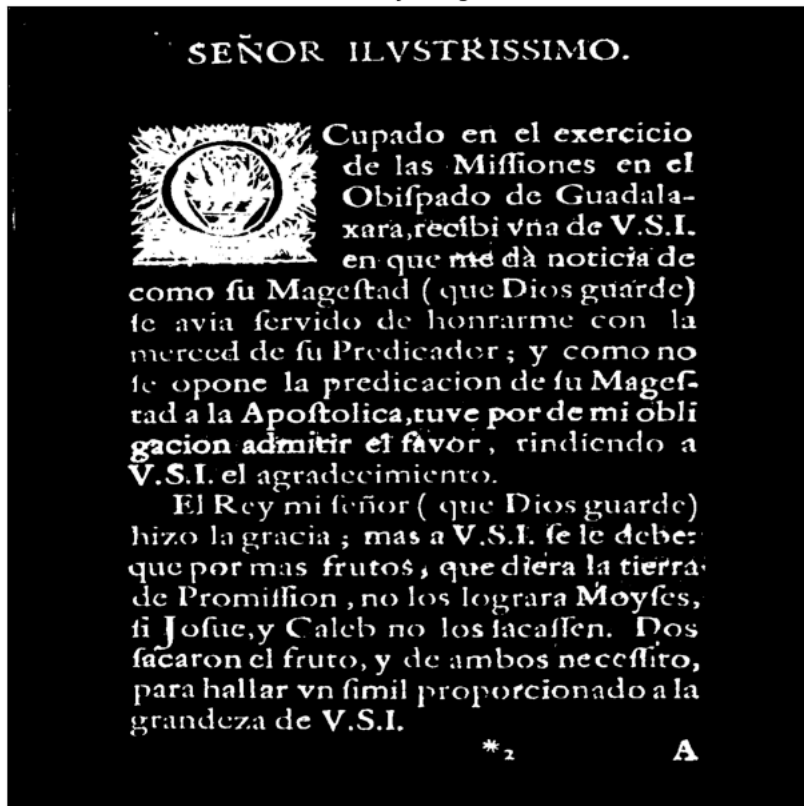 SEÑOR ILVSTRISSIMO.
OCupado en el exercicio
de las Miſſiones en el
Obiſpado de Guadala-
xara, recibi vna de V.S.I.
en que me dà noticia de
como ſu Mageſtad ( que Dios guarde)
ſe avia ſervido de honrarme con la
merced de ſu Predicador ; y como no
ſe opone la predicacion de ſu Mageſ-
tad a la Apoſtolica, tuve por de mi obli
gacion admitir el favor , rindiendo a
V.S.I. el agradecimiento.
El Rey mi ſeñor ( que Dios guarde)
hizo la gracia ; mas a V.S.I. ſe le debe:
que por mas frutos , que diera la tierra
de Promiſſion , no los lograra Moyſes,
ſi Joſue, y Caleb no los ſacaſſen. Dos
ſacaron el fruto, y de ambos neceſſito,
para hallar vn ſimil proporcionado a la
grandeza de V.S.I.
*2 A